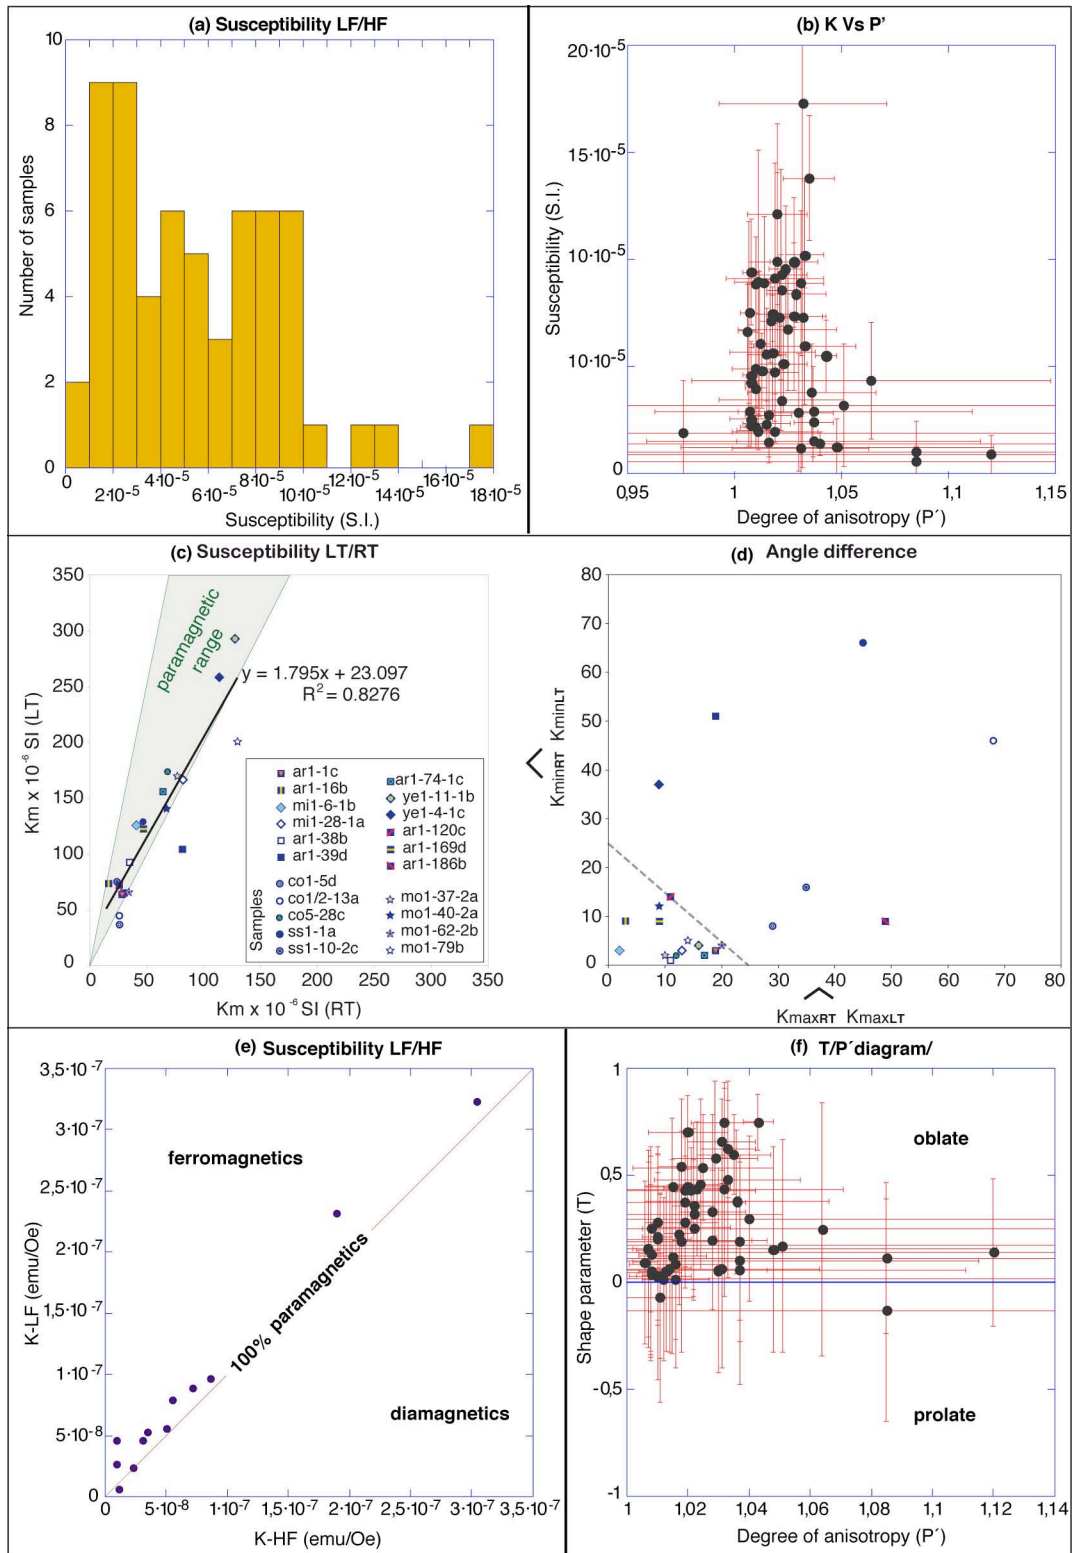 (a) Susceptibility LF/HF
10
8
6
4
2
0
Number of samples
0
2·10⁻⁵
4·10⁻⁵
6·10⁻⁵
8·10⁻⁵
10·10⁻⁵
12·10⁻⁵
14·10⁻⁵
16·10⁻⁵
18·10⁻⁵
Susceptibility (S.I.)
(b) K Vs P'
20·10⁻⁵
15·10⁻⁵
10·10⁻⁵
10·10⁻⁵
0
Susceptibility (S.I.)
0,95
1
1,05
1,1
1,15
Degree of anisotropy (P´)
(c) Susceptibility LT/RT
350
300
250
200
150
100
50
0
Km x 10⁻⁶ SI (LT)
paramagnetic
range
y = 1.795x + 23.097
R² = 0.8276
Samples
ar1-1c
ar1-16b
mi1-6-1b
mi1-28-1a
ar1-38b
ar1-39d
co1-5d
co1/2-13a
co5-28c
ss1-1a
ss1-10-2c
ar1-74-1c
ye1-11-1b
ye1-4-1c
ar1-120c
ar1-169d
ar1-186b
mo1-37-2a
mo1-40-2a
mo1-62-2b
mo1-79b
0
50
100
150
200
250
300
350
Km x 10⁻⁶ SI (RT)
(d) Angle difference
80
70
60
50
40
30
20
10
0
KminRT KminLT
0
10
20
30
40
50
60
70
80
KmaxRT KmaxLT
(e) Susceptibility LF/HF
3,5·10⁻⁷
3·10⁻⁷
2,5·10⁻⁷
2·10⁻⁷
1,5·10⁻⁷
1·10⁻⁷
5·10⁻⁸
0
K-LF (emu/Oe)
ferromagnetics
100% paramagnetics
diamagnetics
0
5·10⁻⁸
1·10⁻⁷
1,5·10⁻⁷
2·10⁻⁷
2,5·10⁻⁷
3·10⁻⁷
3,5·10⁻⁷
K-HF (emu/Oe)
(f) T/P´diagram/
1
0,5
0
-0,5
-1
Shape parameter (T)
oblate
prolate
1
1,02
1,04
1,06
1,08
1,1
1,12
1,14
Degree of anisotropy (P´)